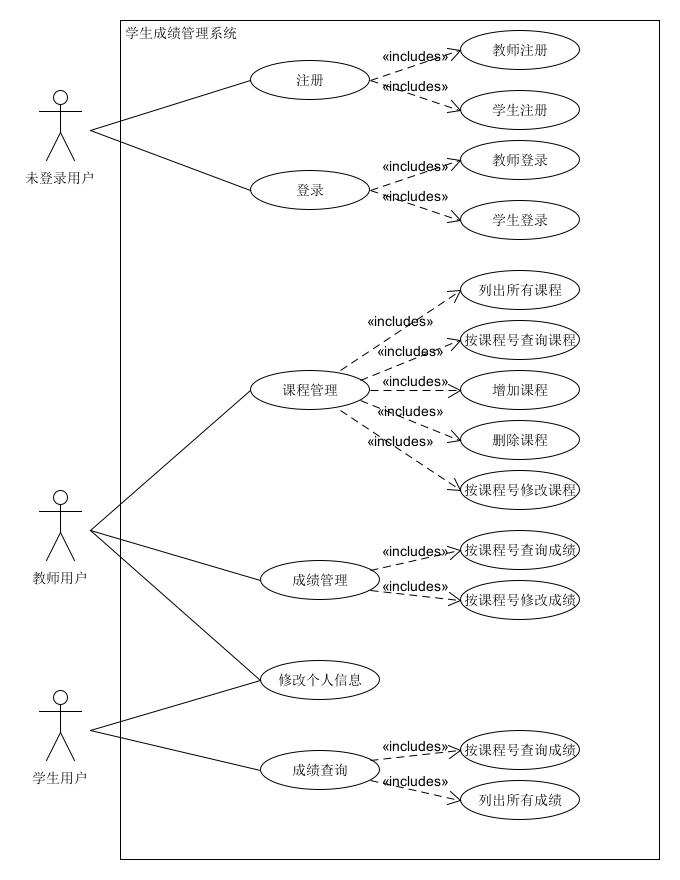 学生成绩管理系统
未登录用户
注册
«includes»
教师注册
«includes»
学生注册
登录
«includes»
教师登录
«includes»
学生登录
教师用户
课程管理
«includes»
列出所有课程
«includes»
按课程号查询课程
«includes»
增加课程
«includes»
删除课程
«includes»
按课程号修改课程
成绩管理
«includes»
按课程号查询成绩
«includes»
按课程号修改成绩
修改个人信息
学生用户
成绩查询
«includes»
按课程号查询成绩
«includes»
列出所有成绩